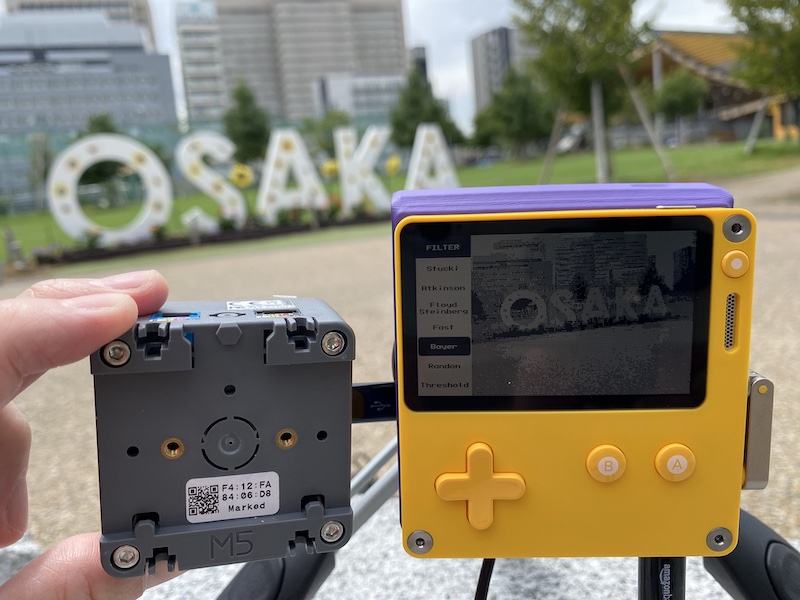 OSAKA
FILTER
Stucki
Atkinson
Floyd
Steinberg
Fast
Bayer
Random
Threshold
OSAKA
B
A
F4:12:FA
84:06:D8
Marked
M5
amazonba